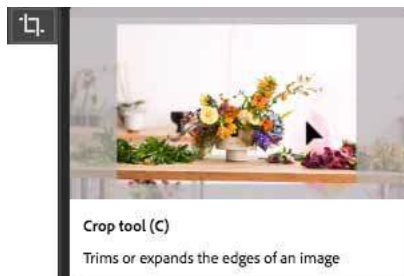 Crop tool (C)
Trims or expands the edges of an image